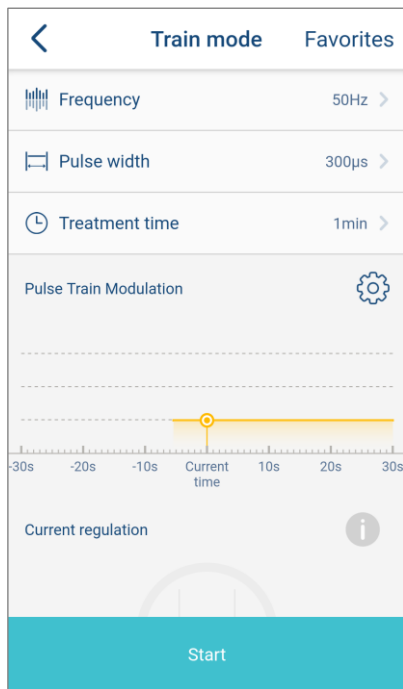 Train mode Favorites
Frequency 50Hz
Pulse width 300µs
Treatment time 1min
Pulse Train Modulation
-30s -20s -10s Current time 10s 20s 30s
Current regulation
i
Start